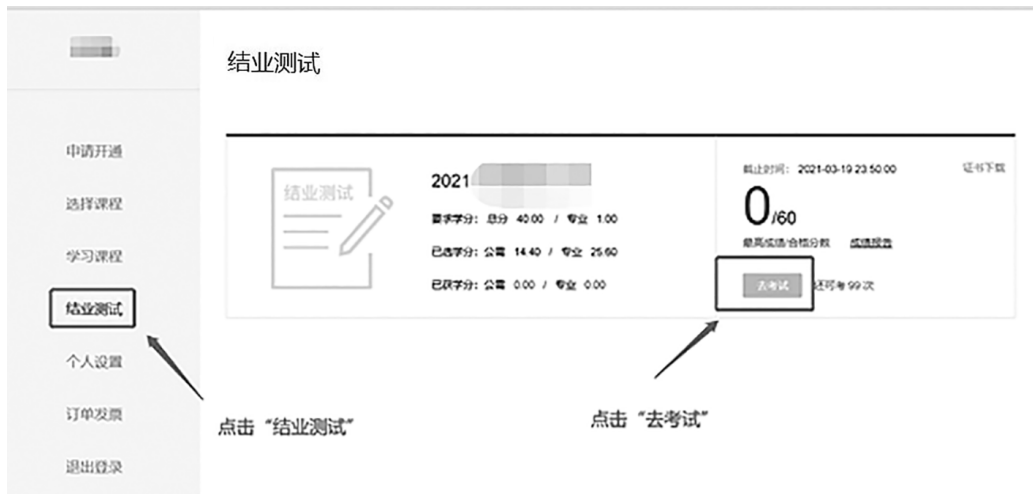 申请开通
选择课程
学习课程
结业测试
个人设置
订单发票
退出登录
结业测试
结业测试
2021
要求学分: 总分 40.00 / 专业 1.00
已选学分: 公需 14.40 / 专业 25.60
已获学分: 公需 0.00 / 专业 0.00
截止时间: 2021-03-19 23:50:00
证书下载
0/60
最高成绩/合格分数 成绩报告
去考试 还可考 99 次
点击“结业测试”
点击“去考试”